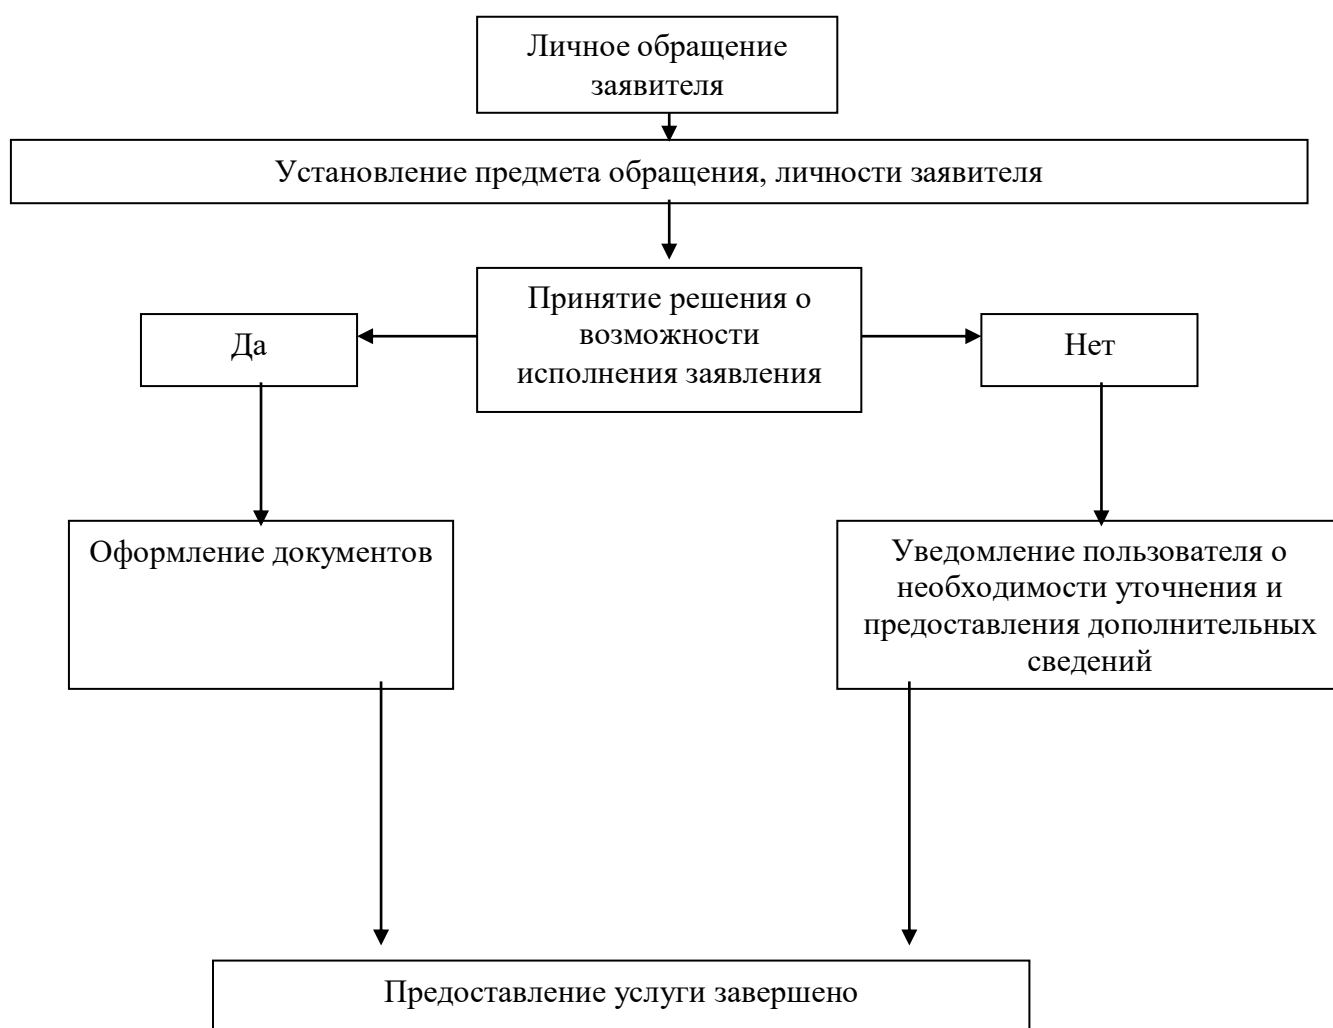 Личное обращение
заявителя
Установление предмета обращения, личности заявителя
Принятие решения о
возможности
исполнения заявления
Да
Нет
Оформление документов
Уведомление пользователя о
необходимости уточнения и
предоставления дополнительных
сведений
Предоставление услуги завершено